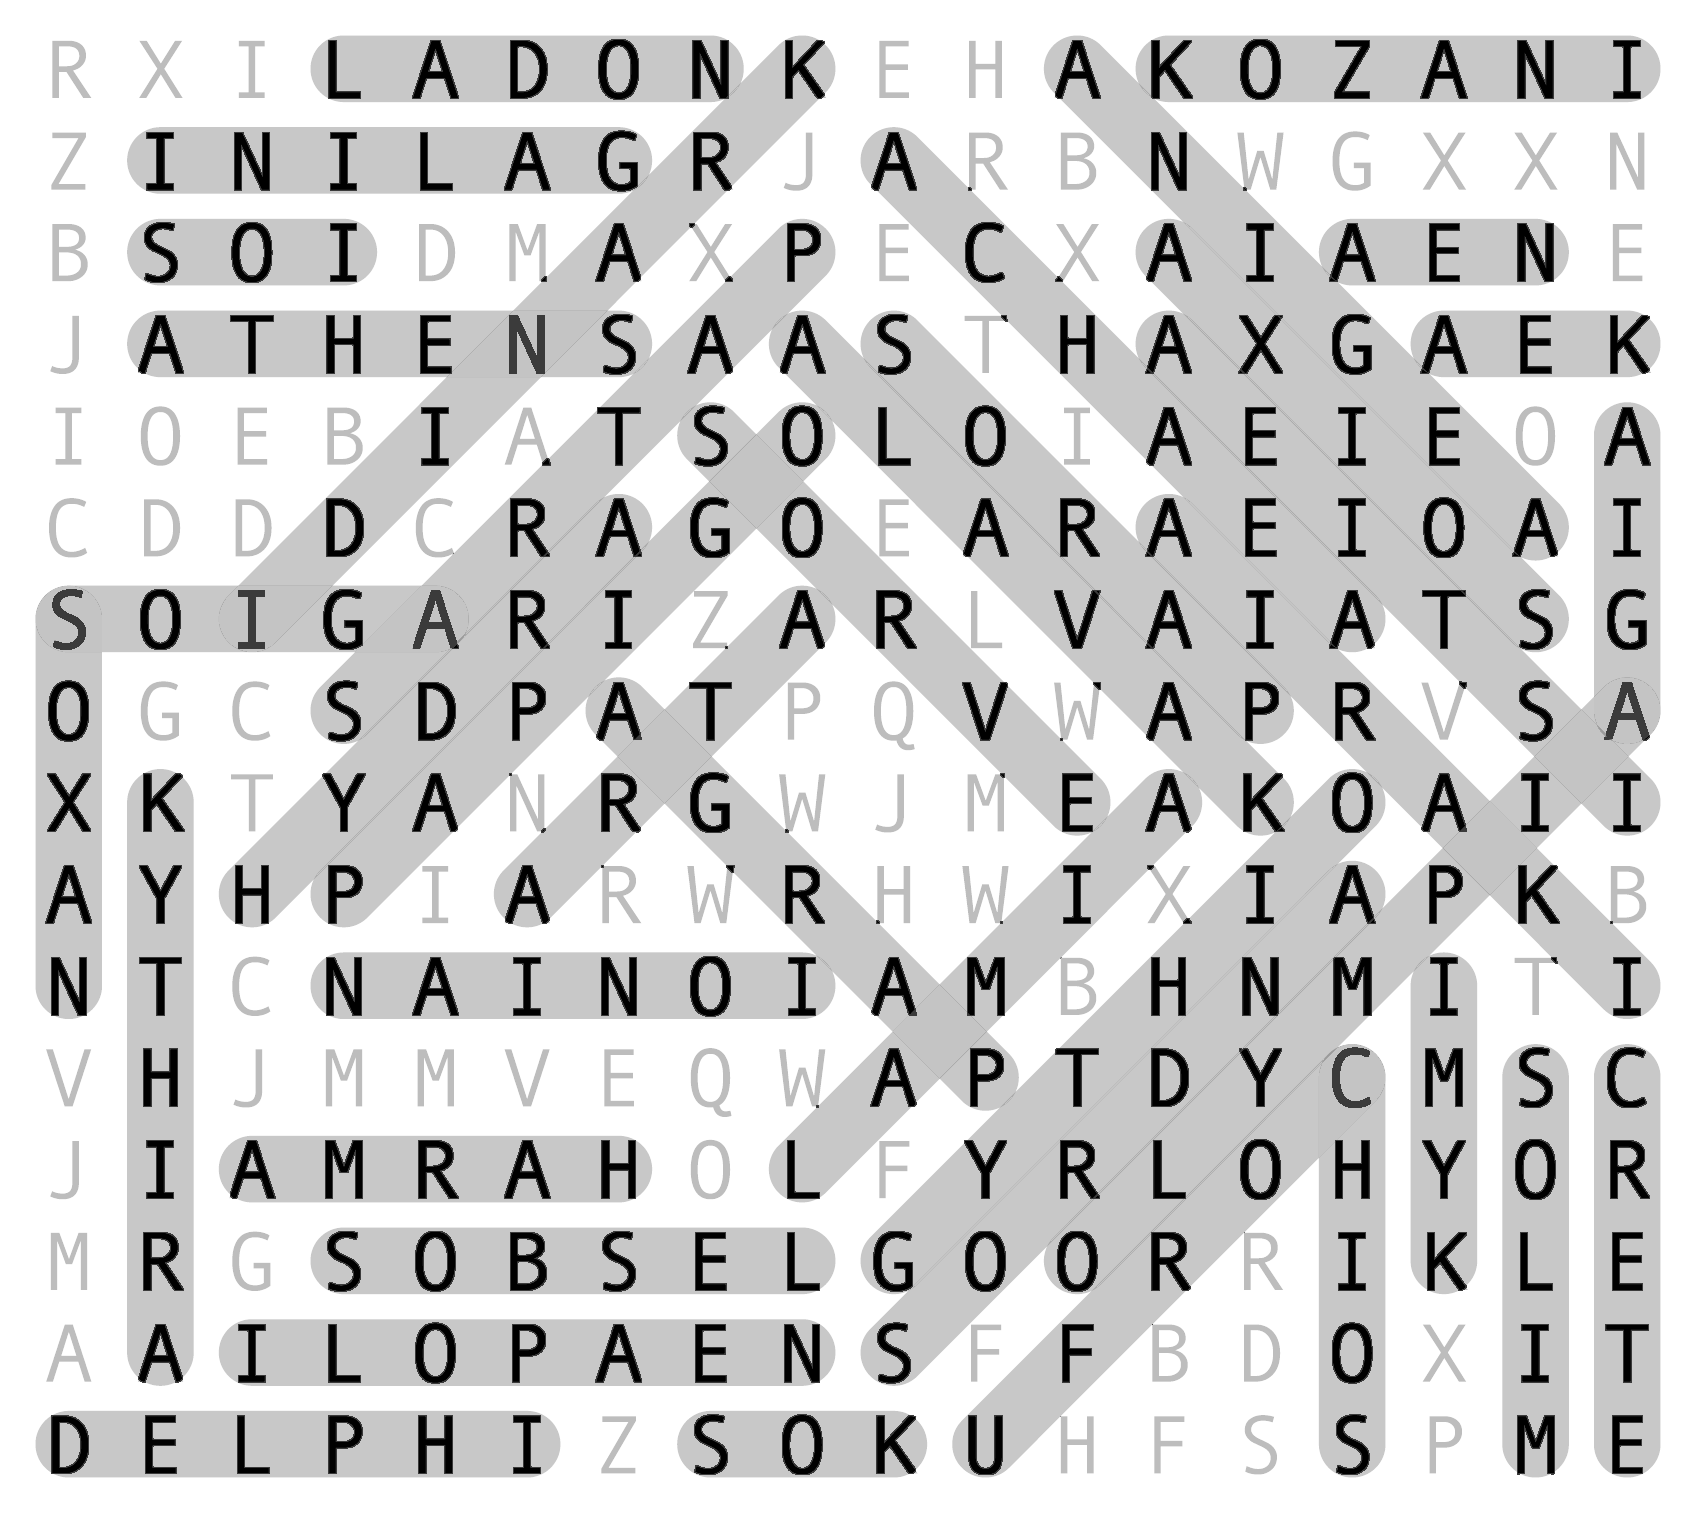 R X I L A D O N K E H A K O Z A N I
Z I N I L A G R J A R B N W G X X N
B S O I D M A X P E C X A I A E N E
J A T H E N S A A S T H A X G A E K
I O E B I A T S O L O I A E I E O A
C D D D C R A G O E A R A E I O A I
S O I G A R I Z A R L V A I A T S G
O G C S D P A T P Q V W A P R V S A
X K T Y A N R G W J M E A K O A I I
A Y H P I A R W R H W I X I A P K B
N T C N A I N O I A M B H N M I T I
V H J M M V E Q W A P T D Y C M S C
J I A M R A H O L F Y R L O H Y O R
M R G S O B S E L G O O R R I K L E
A A I L O P A E N S F F B D O X I T
D E L P H I Z S O K U H F S S P M E